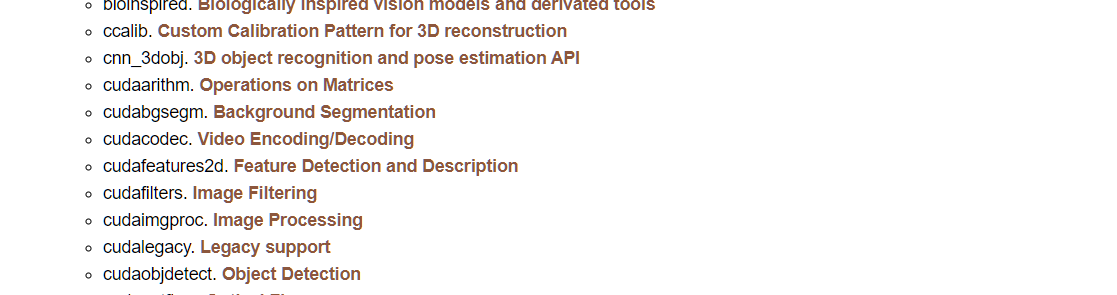 bioinspired. Biologically inspired vision models and derivated tools
ccalib. Custom Calibration Pattern for 3D reconstruction
cnn_3dobj. 3D object recognition and pose estimation API
cudaarithm. Operations on Matrices
cudabgsegm. Background Segmentation
cudacodec. Video Encoding/Decoding
cudafeatures2d. Feature Detection and Description
cudafilters. Image Filtering
cudaimgproc. Image Processing
cudalegacy. Legacy support
cudaobjdetect. Object Detection